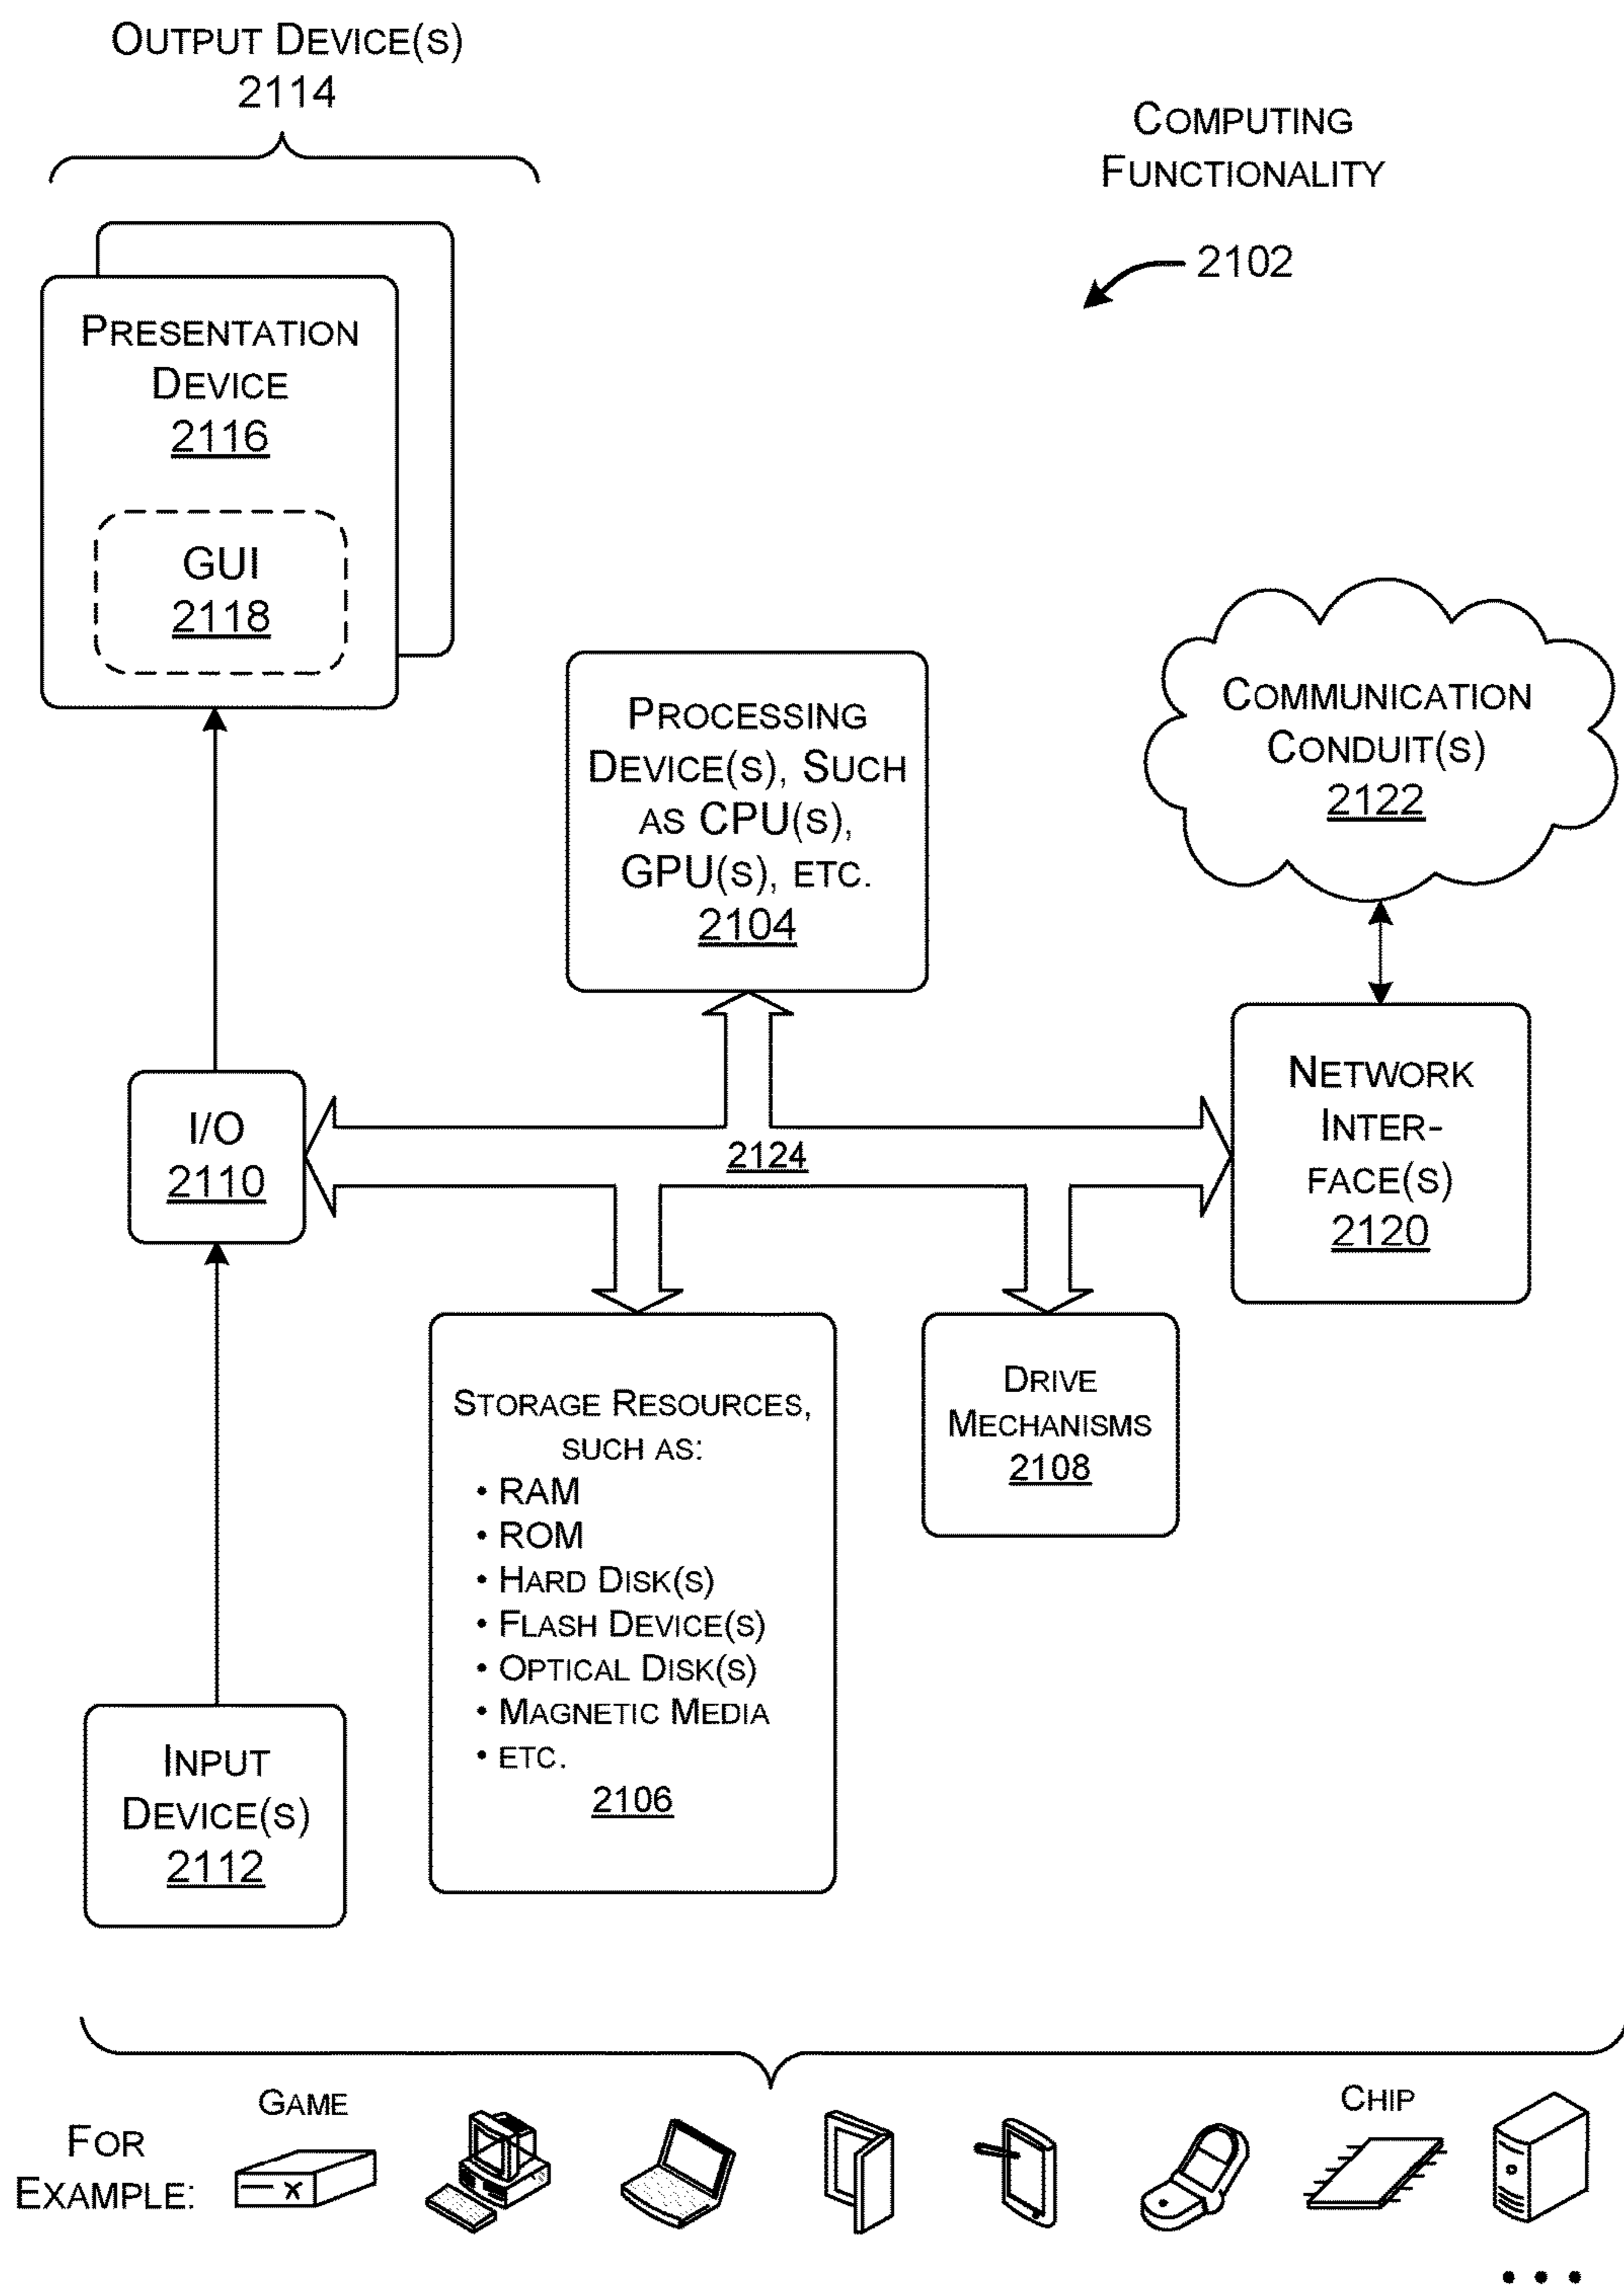 OUTPUT DEVICE(S)
2114
COMPUTING
FUNCTIONALITY
2102
PRESENTATION
DEVICE
2116
GUI
2118
PROCESSING
DEVICE(S), SUCH
AS CPU(S),
GPU(S), ETC.
2104
COMMUNICATION
CONDUIT(S)
2122
NETWORK
INTER-
FACE(S)
2120
I/O
2110
2124
STORAGE RESOURCES,
SUCH AS:
• RAM
• ROM
• HARD DISK(S)
• FLASH DEVICE(S)
• OPTICAL DISK(S)
• MAGNETIC MEDIA
• ETC.
2106
DRIVE
MECHANISMS
2108
INPUT
DEVICE(S)
2112
FOR
EXAMPLE:
GAME
X
CHIP
• • •